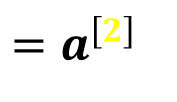 = a^[2]